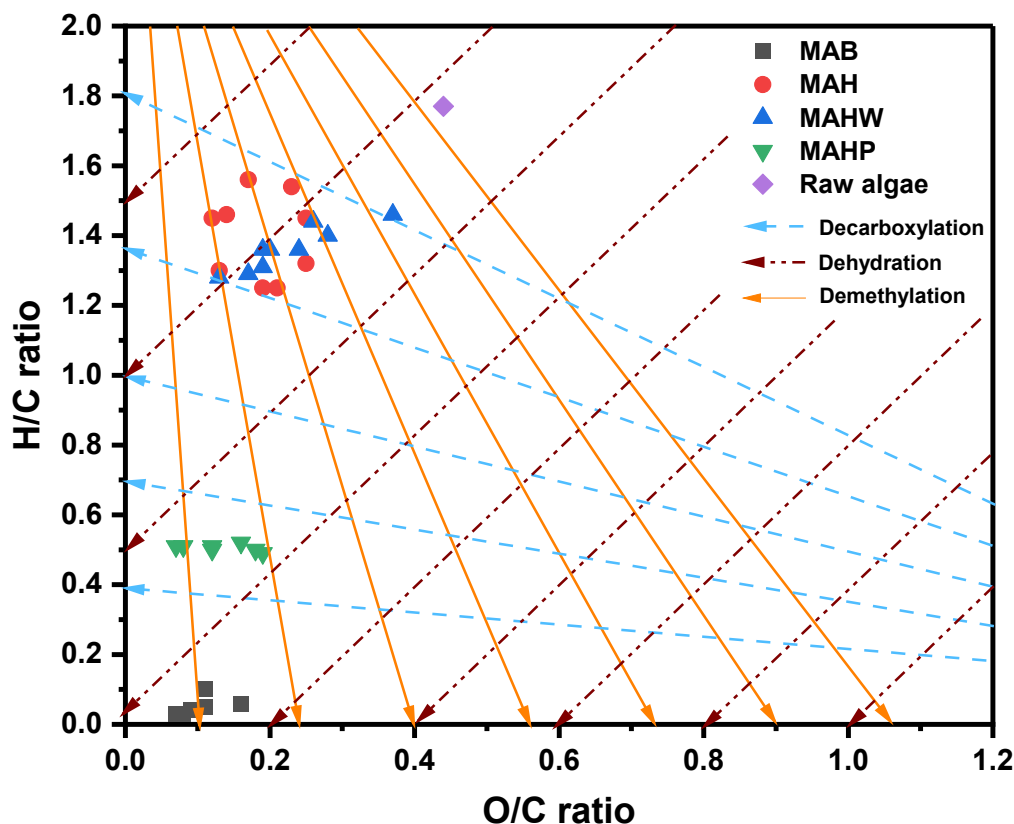 2.0
1.8
1.6
1.4
1.2
1.0
0.8
0.6
0.4
0.2
0.0
H/C ratio
MAB
MAH
MAHW
MAHP
Raw algae
Decarboxylation
Dehydration
Demethylation
0.0 0.2 0.4 0.6 0.8 1.0 1.2
O/C ratio